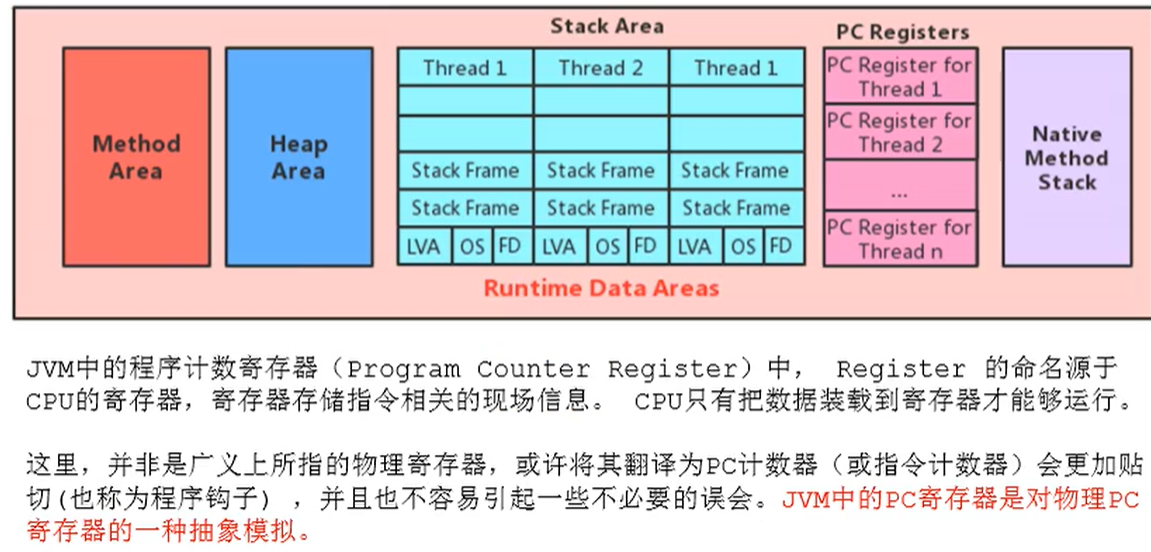 Stack Area
PC Registers
Method
Area
Heap
Area
Thread 1 Thread 2 Thread 1
Stack Frame Stack Frame Stack Frame
Stack Frame Stack Frame Stack Frame
LVA OS FD LVA OS FD LVA OS FD
PC Register for
Thread 1
PC Register for
Thread 2
...
PC Register for
Thread n
Native
Method
Stack
Runtime Data Areas
JVM中的程序计数寄存器（Program Counter Register）中， Register 的命名源于
CPU的寄存器，寄存器存储指令相关的现场信息。 CPU只有把数据装载到寄存器才能够运行。
这里，并非是广义上所指的物理寄存器，或许将其翻译为PC计数器（或指令计数器）会更加贴
切(也称为程序钩子) ，并且也不容易引起一些不必要的误会。JVM中的PC寄存器是对物理PC
寄存器的一种抽象模拟。